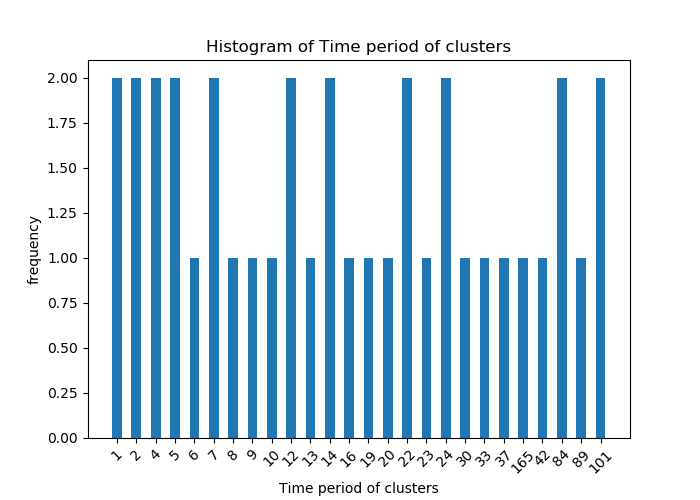 Histogram of Time period of clusters
2.00
1.75
1.50
1.25
1.00
0.75
0.50
0.25
0.00
frequency
1 2 4 5 6 7 8 9 10 12 13 14 16 19 20 22 23 24 30 33 37 165 42 84 89 101
Time period of clusters